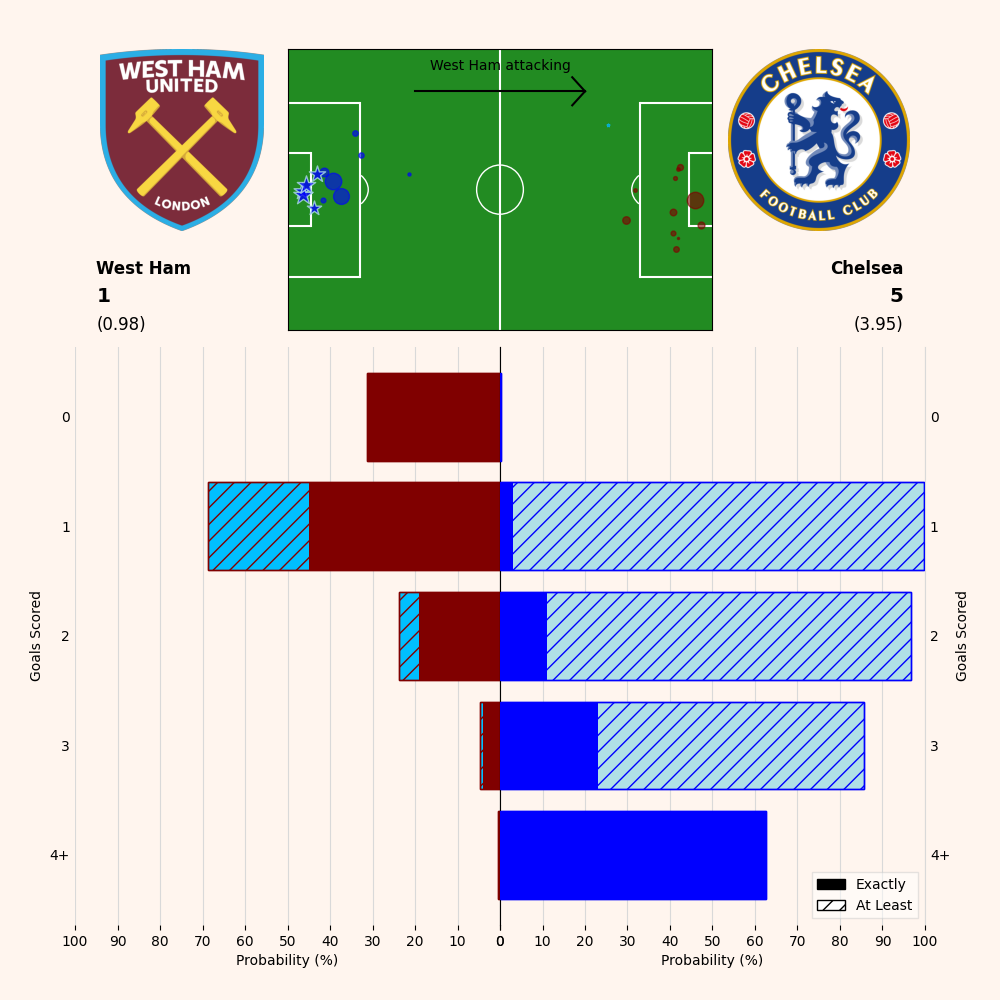 WEST HAM
UNITED
LONDON
West Ham attacking
CHELSEA
FOOTBALL CLUB
West Ham
1
(0.98)
Chelsea
5
(3.95)
Goals Scored
0
1
2
3
4+
0
1
2
3
4+
Goals Scored
Exactly
At Least
100 90 80 70 60 50 40 30 20 10 0
0 10 20 30 40 50 60 70 80 90 100
Probability (%)
Probability (%)